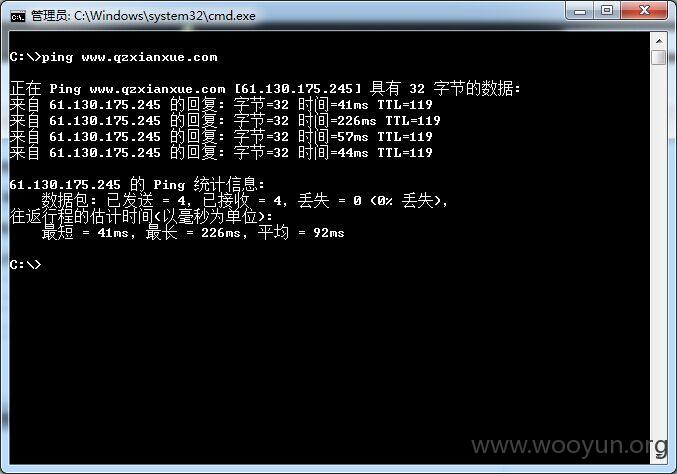 管理员: C:\Windows\system32\cmd.exe
C:\>ping www.qzxianxue.com
正在 Ping www.qzxianxue.com [61.130.175.245] 具有 32 字节的数据:
来自 61.130.175.245 的回复: 字节=32 时间=41ms TTL=119
来自 61.130.175.245 的回复: 字节=32 时间=226ms TTL=119
来自 61.130.175.245 的回复: 字节=32 时间=57ms TTL=119
来自 61.130.175.245 的回复: 字节=32 时间=44ms TTL=119
61.130.175.245 的 Ping 统计信息:
数据包: 已发送 = 4, 已接收 = 4, 丢失 = 0 (0% 丢失),
往返行程的估计时间(以毫秒为单位):
最短 = 41ms, 最长 = 226ms, 平均 = 92ms
C:\>
www.wooyun.org